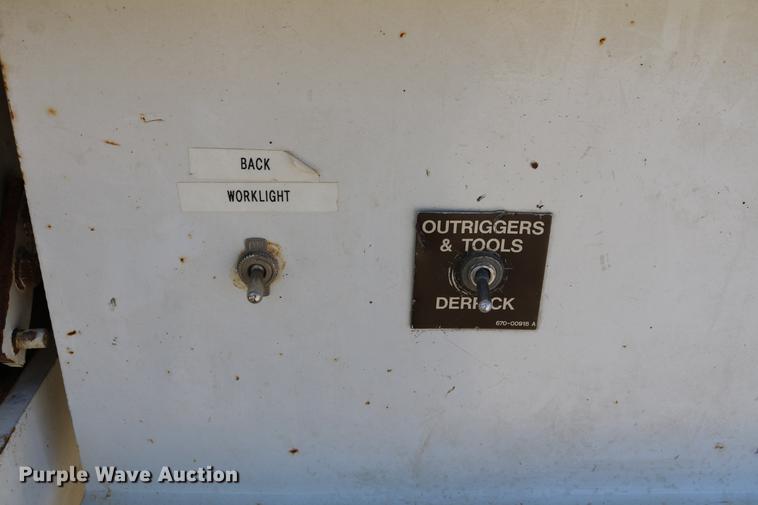 BACK
WORKLIGHT
OUTRIGGERS
& TOOLS
DERRICK
670-00918 A
Purple Wave Auction